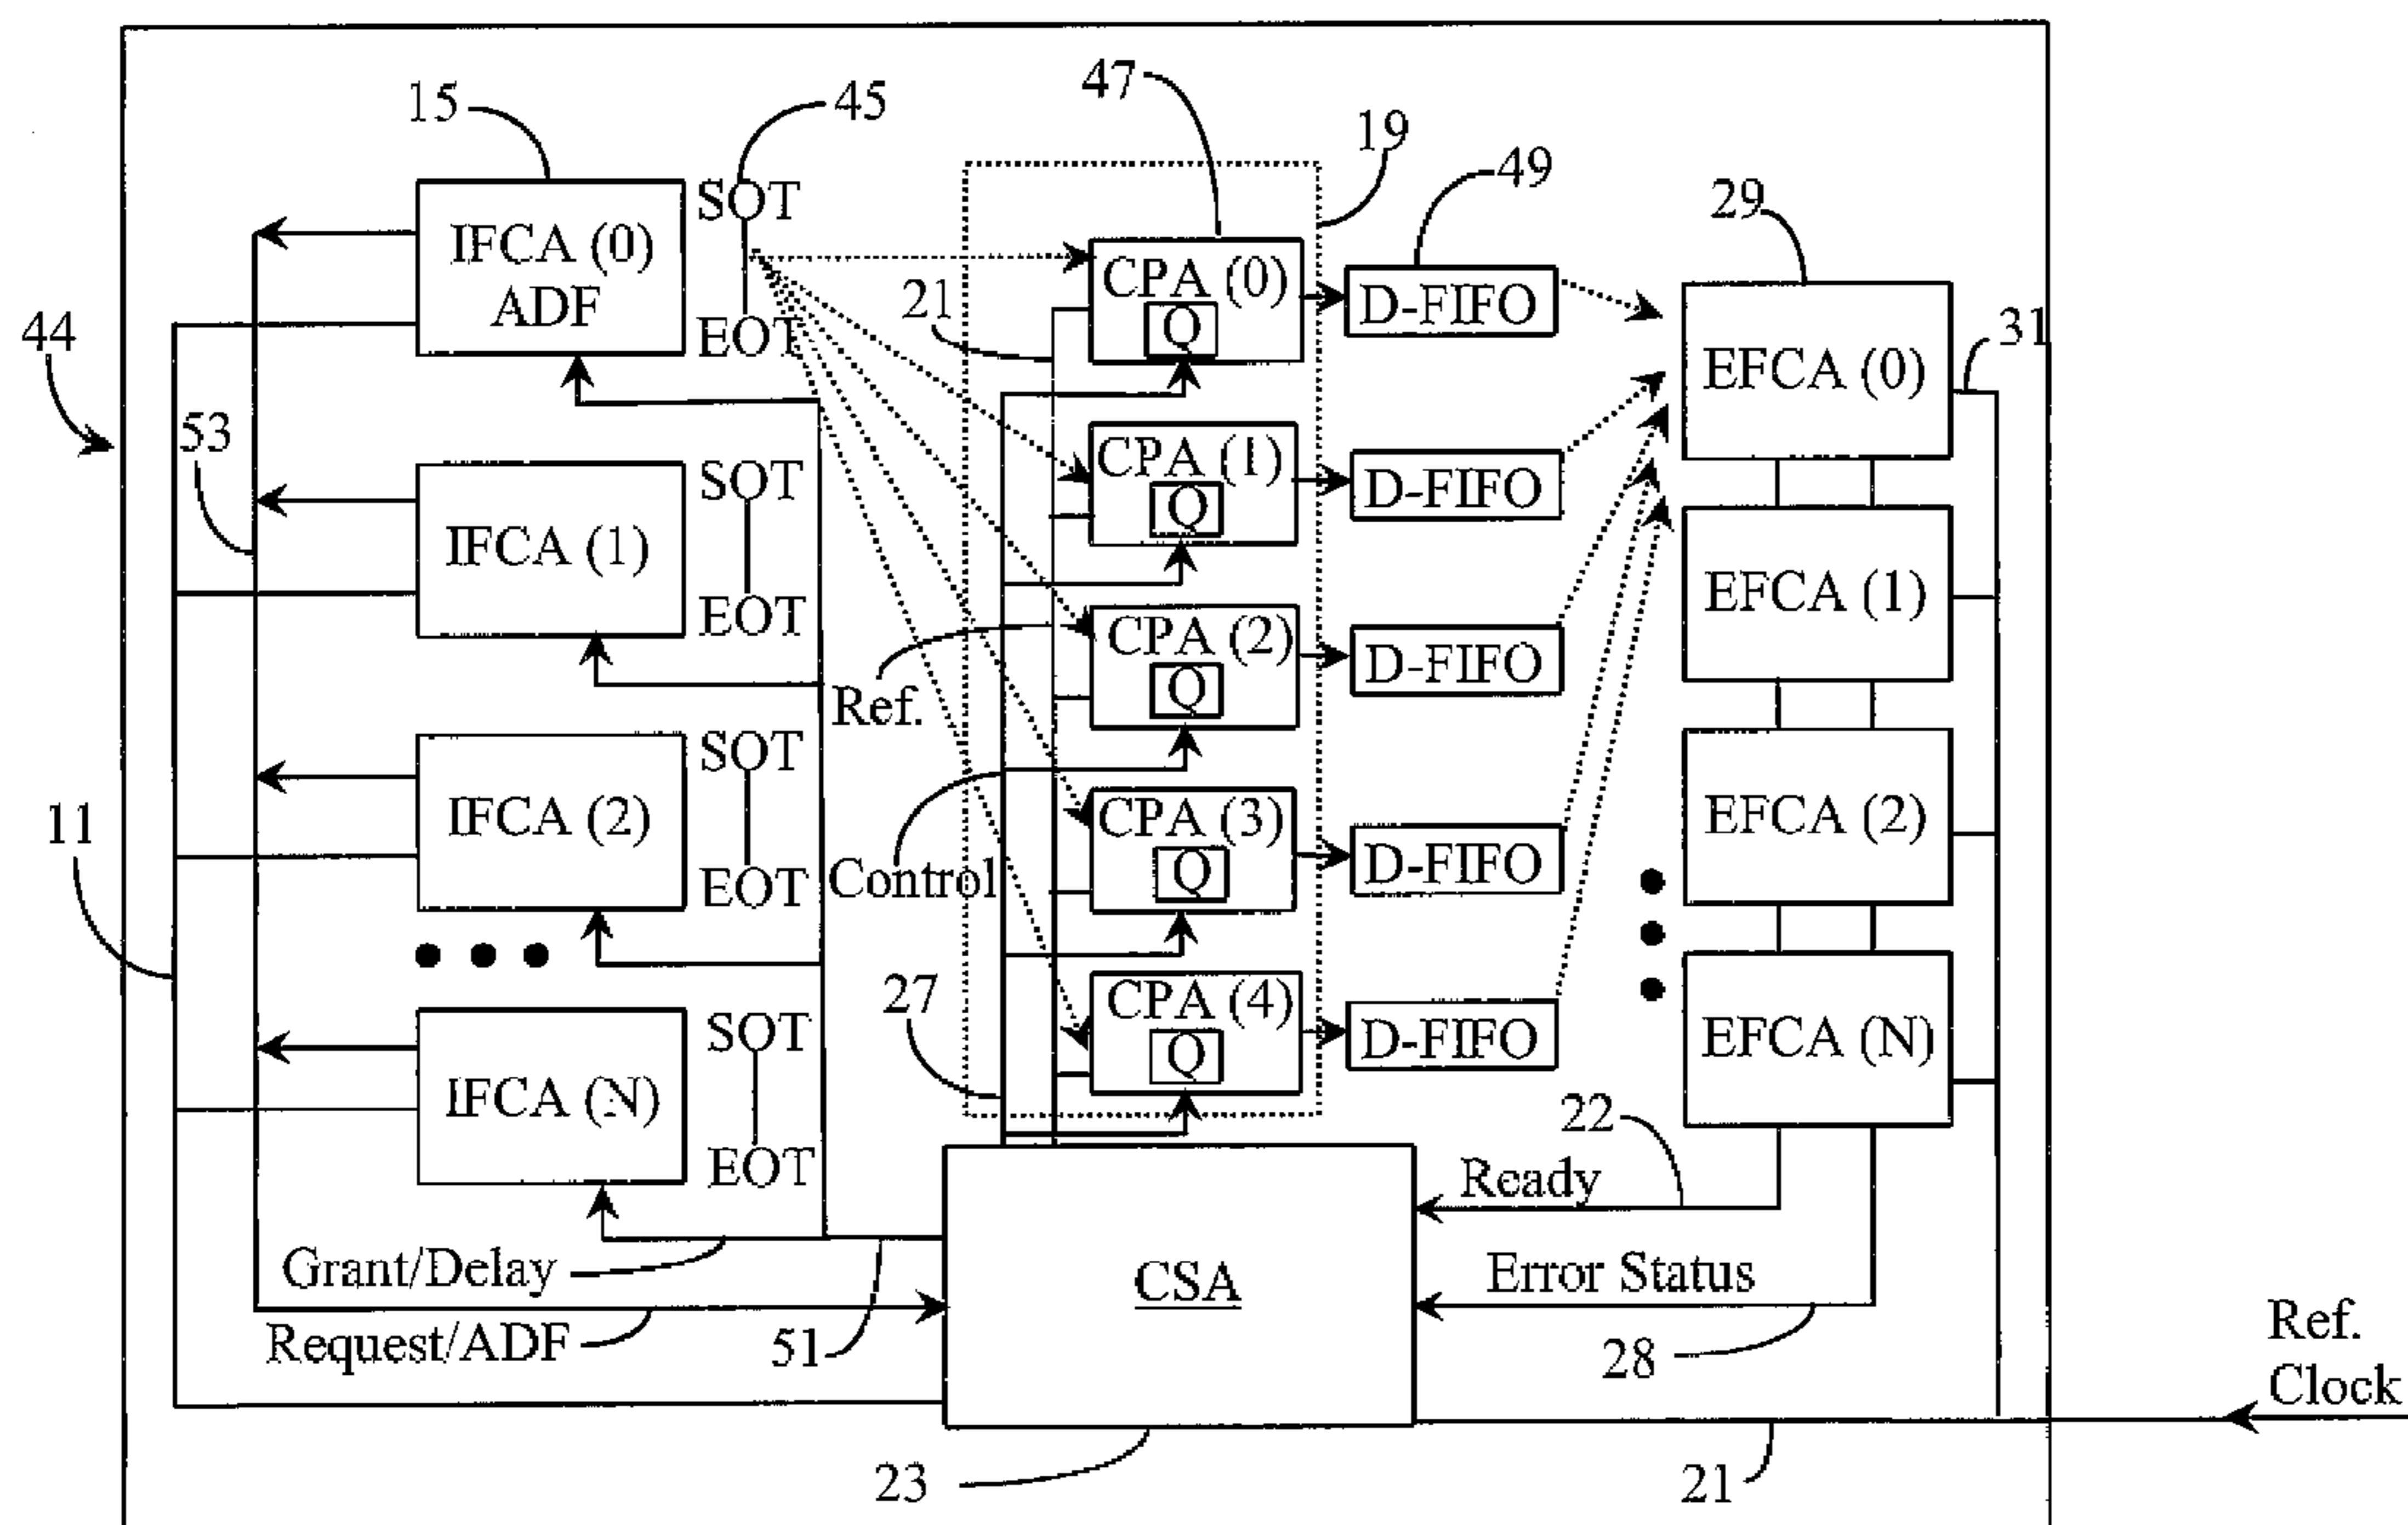 47
15
45
19
49
29
SOT
IFCA (0)
ADF
EOT
21
CPA (0)
Q
D-FIFO
31
44
EFCA (0)
53
SOT
IFCA (1)
EOT
CPA (1)
Q
D-FIFO
EFCA (1)
Ref.
CPA (2)
Q
D-FIFO
SOT
IFCA (2)
EOT
11
Control
CPA (3)
Q
D-FIFO
EFCA (2)
27
CPA (4)
Q
D-FIFO
SOT
IFCA (N)
EOT
EFCA (N)
22
Ready
Grant/Delay
CSA
Error Status
Request/ADF
51
28
Ref.
Clock
23
21